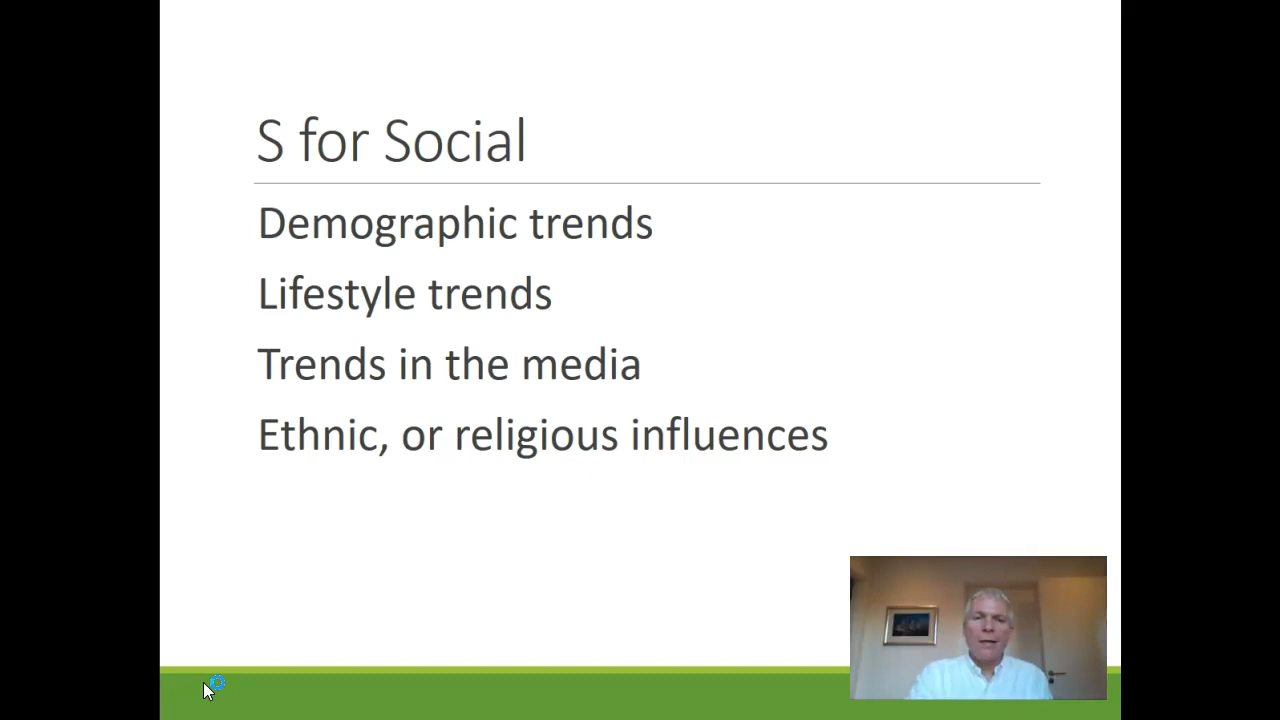 S for Social
Demographic trends
Lifestyle trends
Trends in the media
Ethnic, or religious influences